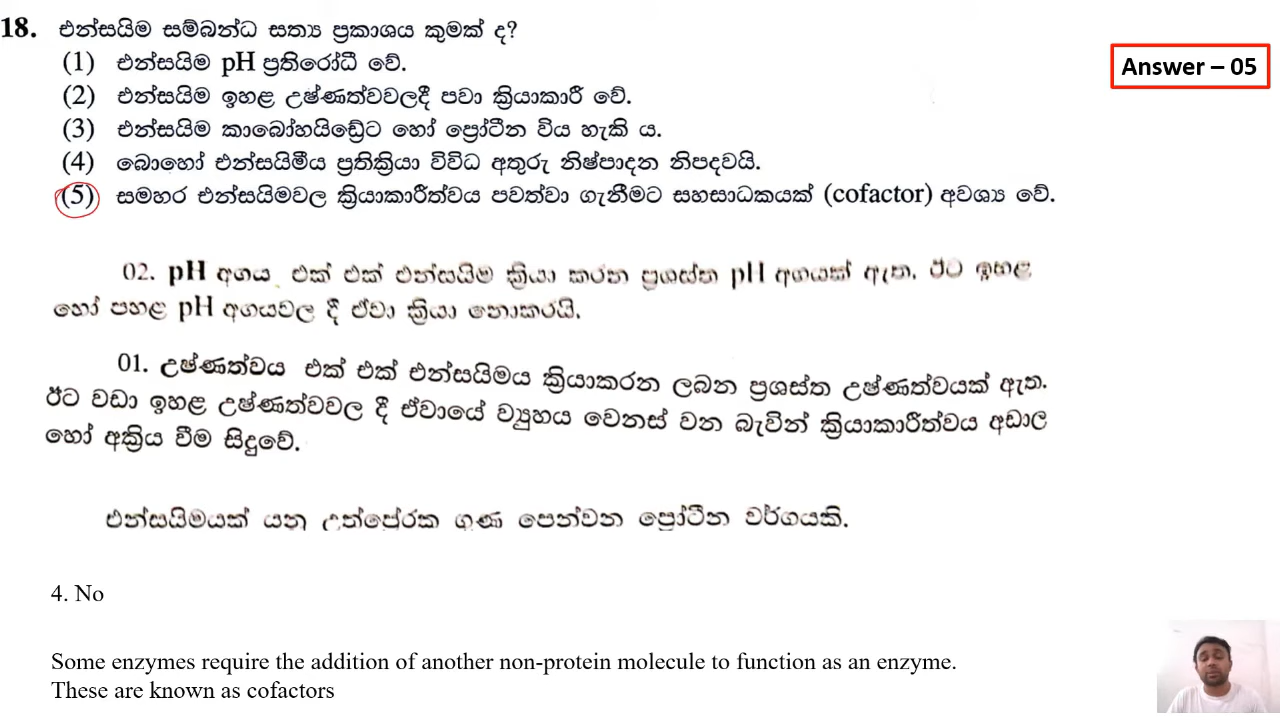 18. එන්සයිම සම්බන්ධ සත්‍ය ප්‍රකාශය කුමක් ද?
(1) එන්සයිම pH ප්‍රතිරෝධී වේ.
(2) එන්සයිම ඉහළ උෂ්ණත්වවලදී පවා ක්‍රියාකාරී වේ.
(3) එන්සයිම කාබෝහයිඩ්‍රේට හෝ ප්‍රෝටීන විය හැකි ය.
(4) බොහෝ එන්සයිමීය ප්‍රතික්‍රියා විවිධ අතුරු නිෂ්පාදන නිපදවයි.
(5) සමහර එන්සයිමවල ක්‍රියාකාරීත්වය පවත්වා ගැනීමට සහසාධකයක් (cofactor) අවශ්‍ය වේ.
Answer – 05
02. pH අගය එක් එක් එන්සයිම ක්‍රියා කරන ප්‍රශස්ත pH අගයක් ඇත. ඊට ඉහළ
හෝ පහළ pH අගයවල දී ඒවා ක්‍රියා නොකරයි.
01. උෂ්ණත්වය එක් එක් එන්සයිමය ක්‍රියාකරන ලබන ප්‍රශස්ත උෂ්ණත්වයක් ඇත.
ඊට වඩා ඉහළ උෂ්ණත්වවල දී ඒවායේ ව්‍යුහය වෙනස් වන බැවින් ක්‍රියාකාරීත්වය අඩාල
හෝ අක්‍රිය වීම සිදුවේ.
එන්සයිමයක් යනු උත්ප්‍රේරක ගුණ පෙන්වන ප්‍රෝටීන වර්ගයකි.
4. No
Some enzymes require the addition of another non-protein molecule to function as an enzyme.
These are known as cofactors